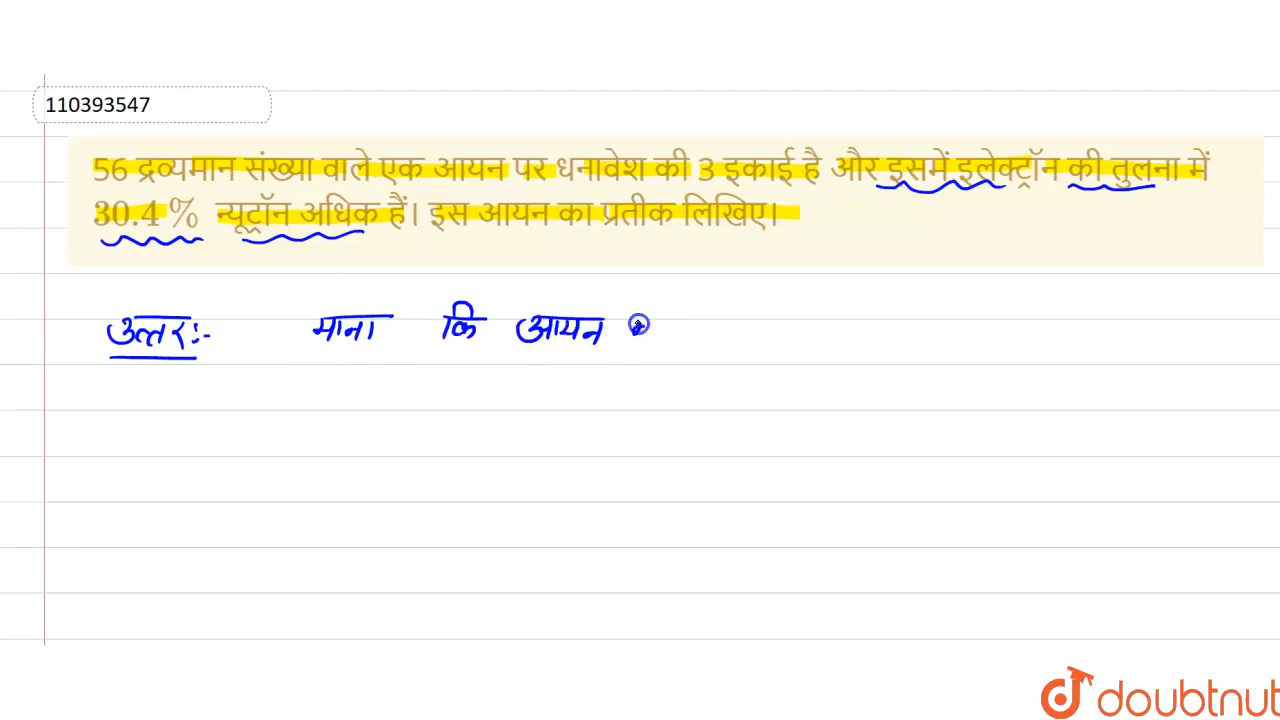 110393547
56 द्रव्यमान संख्या वाले एक आयन पर धनावेश की 3 इकाई है और इसमें इलेक्ट्रॉन की तुलना में
30.4% न्यूट्रॉन अधिक हैं। इस आयन का प्रतीक लिखिए।
उत्तर:- माना कि आयन
doubtnut